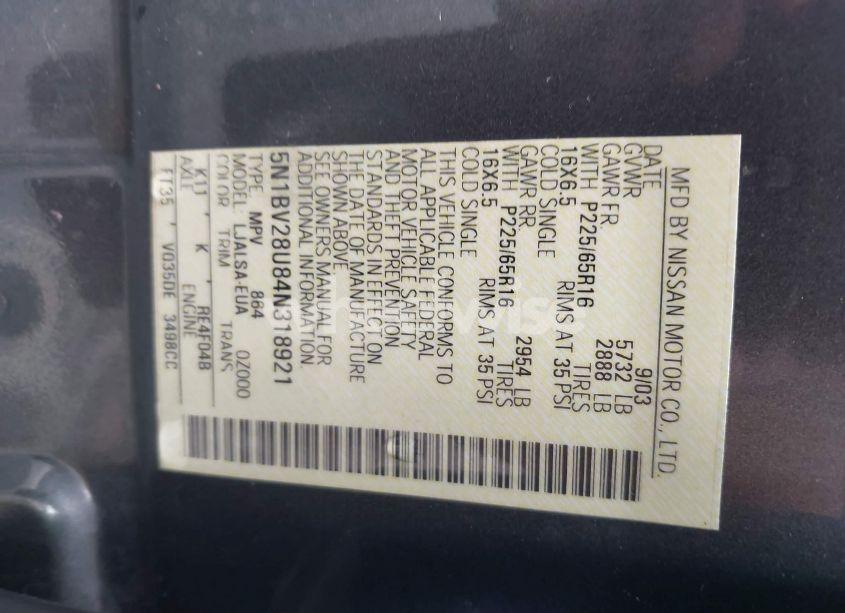 MFD BY NISSAN MOTOR CO., LTD.
DATE 9/03
GVWR 5732 LB
GAWR FR. 2888 LB
WITH P225/65R16 TIRES
16X6.5 RIMS AT 35 PSI
COLD SINGLE
GAWR RR. 2954 LB
WITH P225/65R16 TIRES
16X6.5 RIMS AT 35 PSI
COLD SINGLE
THIS VEHICLE CONFORMS TO
ALL APPLICABLE FEDERAL
MOTOR VEHICLE SAFETY
AND THEFT PREVENTION
STANDARDS IN EFFECT ON
THE DATE OF MANUFACTURE
SHOWN ABOVE.
SEE OWNERS MANUAL FOR
ADDITIONAL INFORMATION.
5N1BV28U84N318921
TYPE MPV 864
MODEL: LJALSA-EUA 0Z000
COLOR TRIM TRANS
K11 K RE4F04B
AXLE ENGINE
FT35 VQ35DE 3498CC